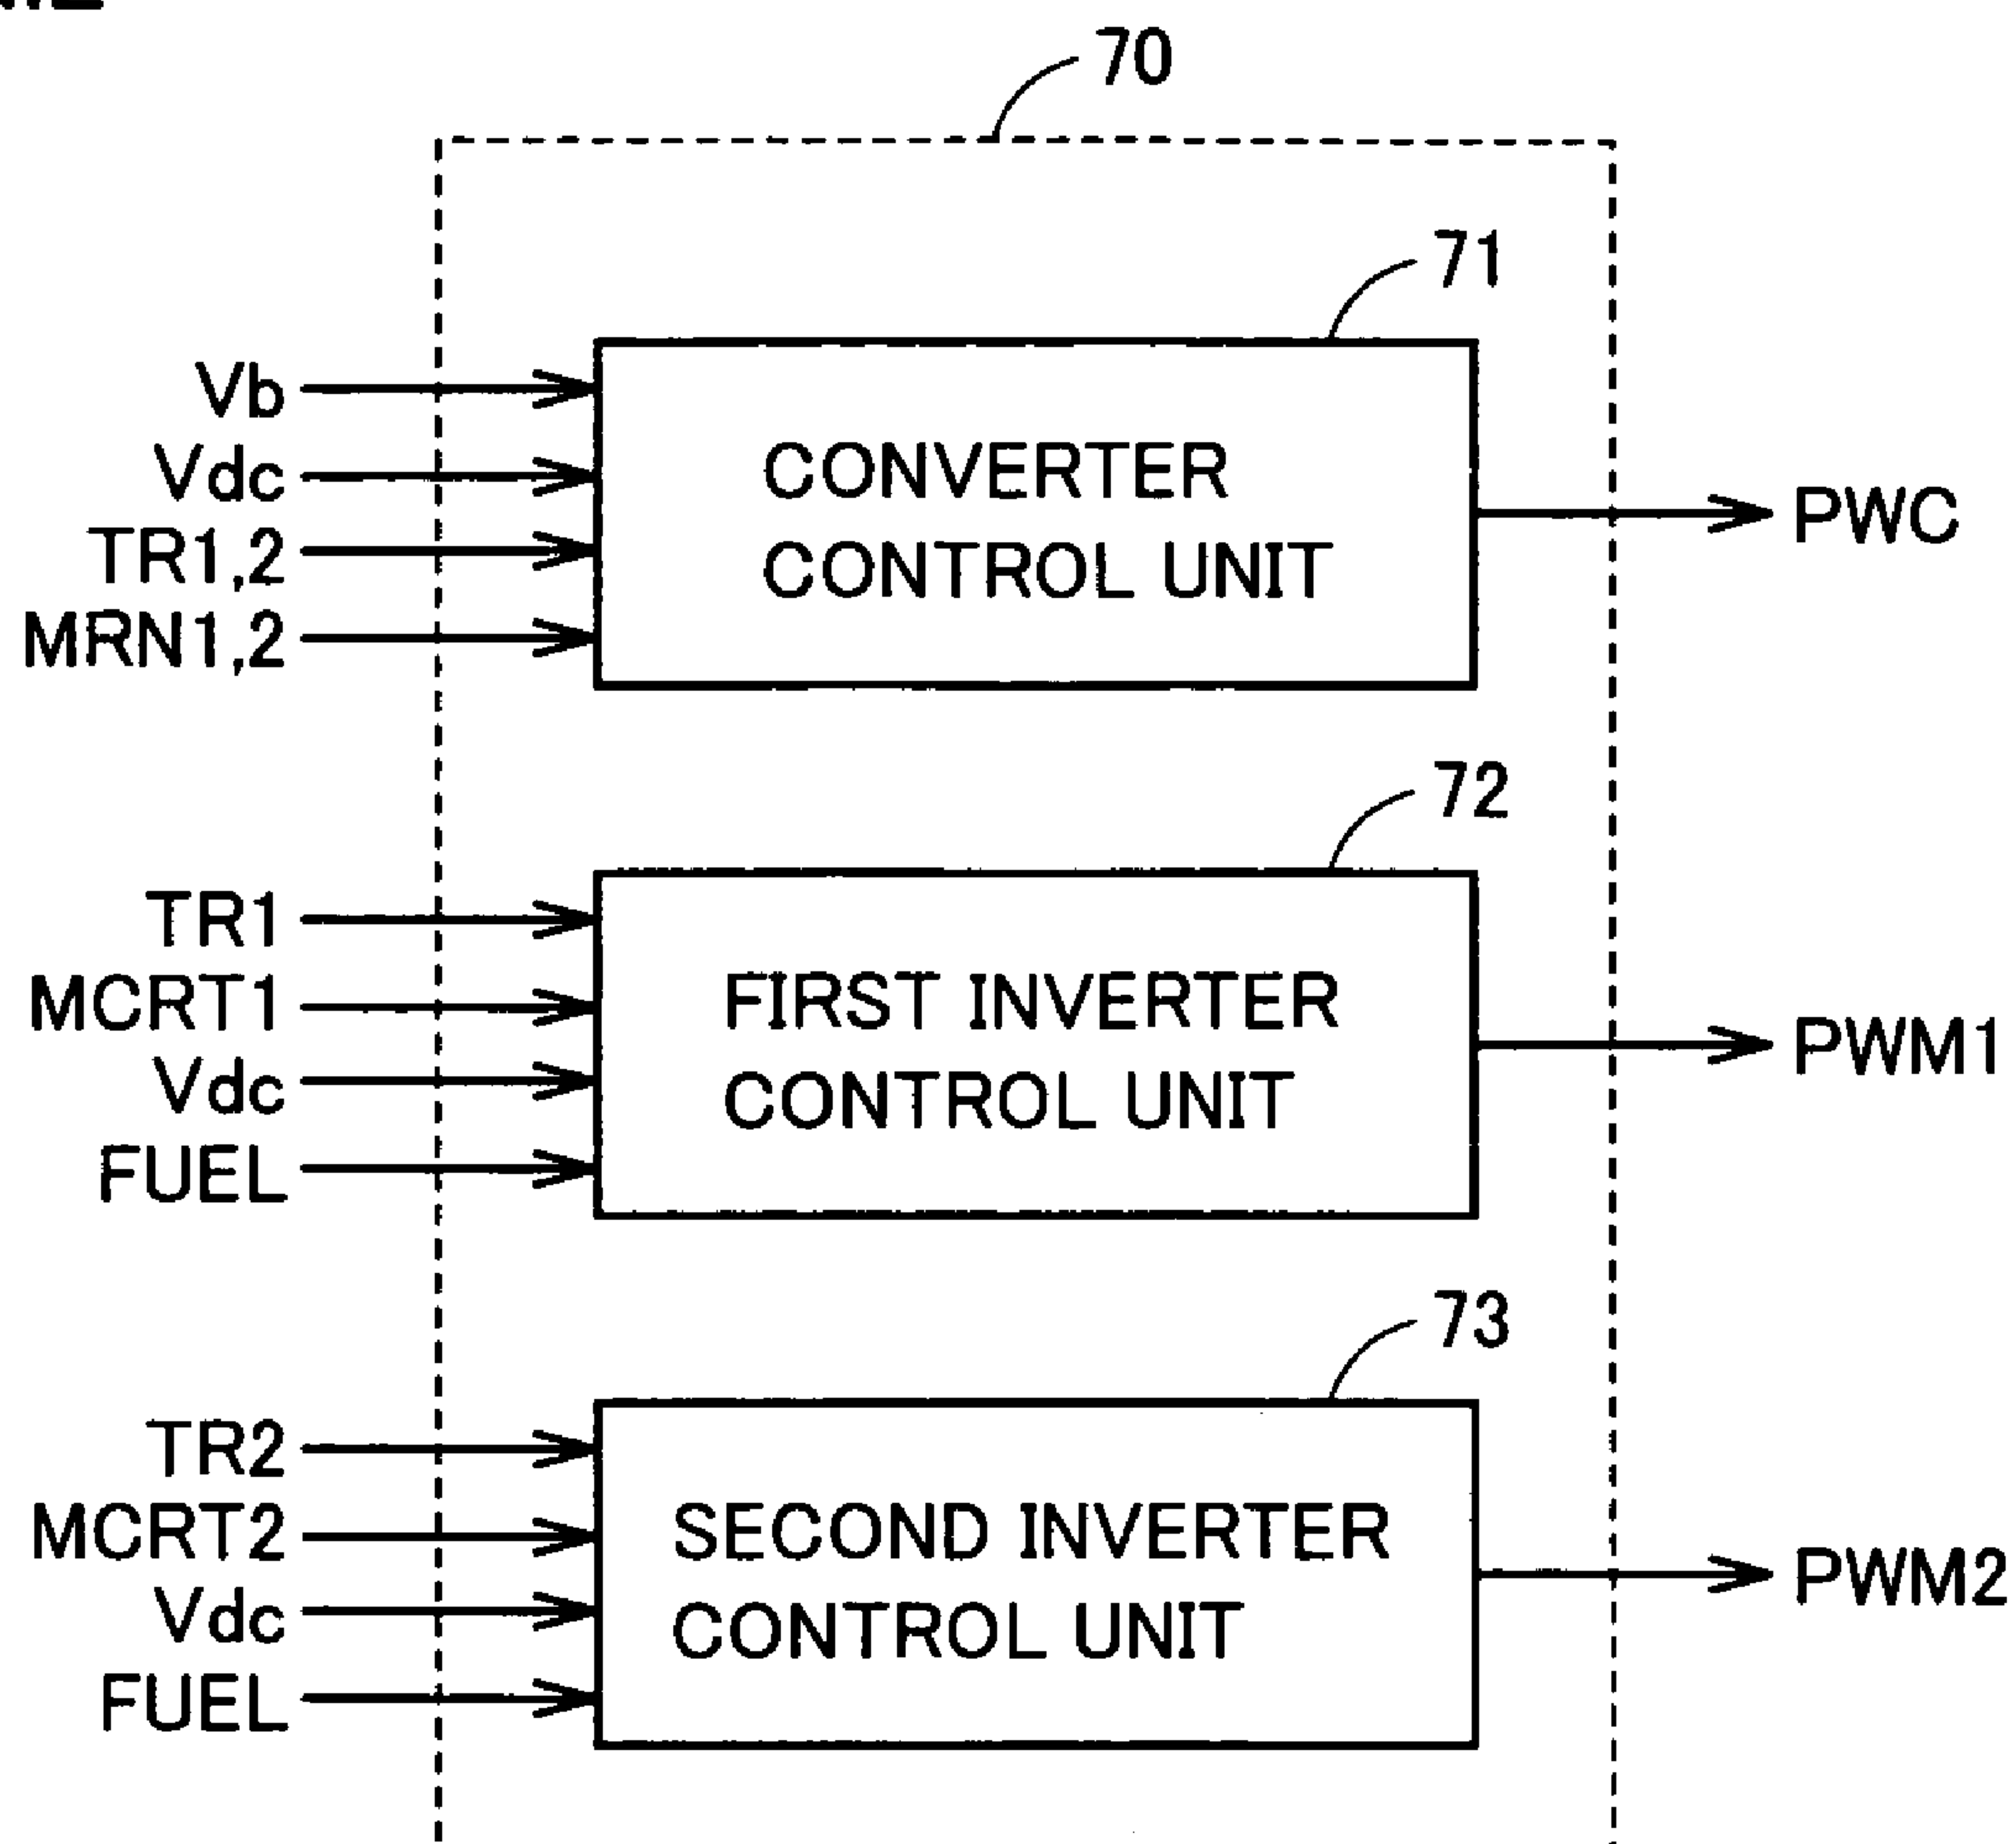 70
71
Vb
Vdc
TR1,2
MRN1,2
CONVERTER
CONTROL UNIT
PWC
72
TR1
MCRT1
Vdc
FUEL
FIRST INVERTER
CONTROL UNIT
PWM1
73
TR2
MCRT2
Vdc
FUEL
SECOND INVERTER
CONTROL UNIT
PWM2